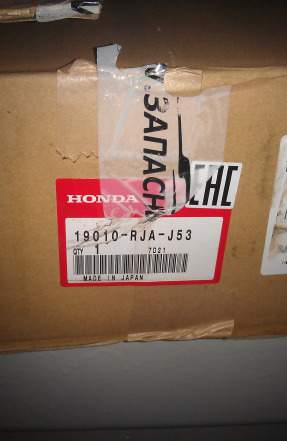 .ЗАПАСН
EAC
HONDA
19010-RJA-J53
QTY 1 7021
MADE IN JAPAN